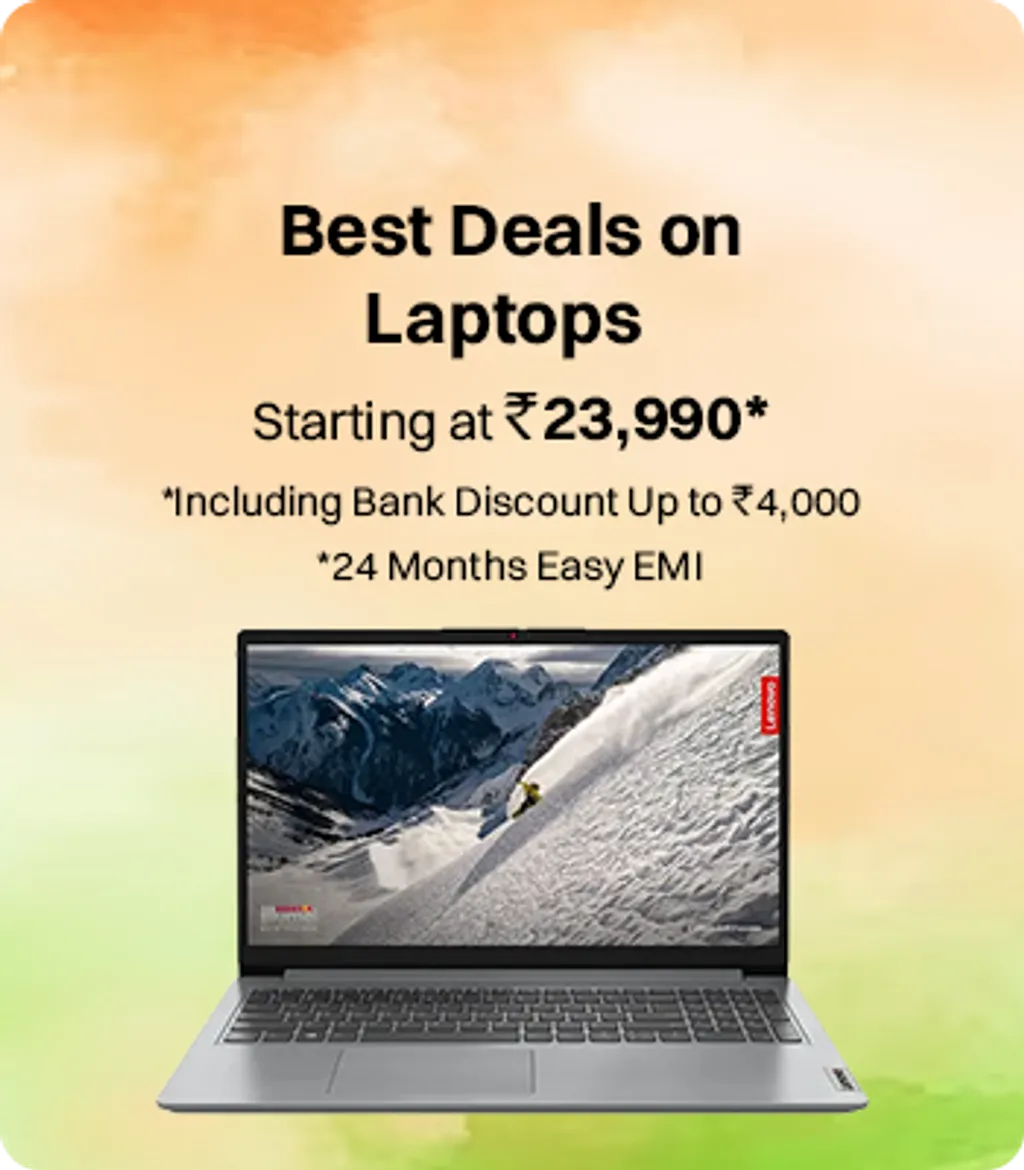 Best Deals on
Laptops
Starting at ₹23,990*
*Including Bank Discount Up to ₹4,000
*24 Months Easy EMI
Lenovo